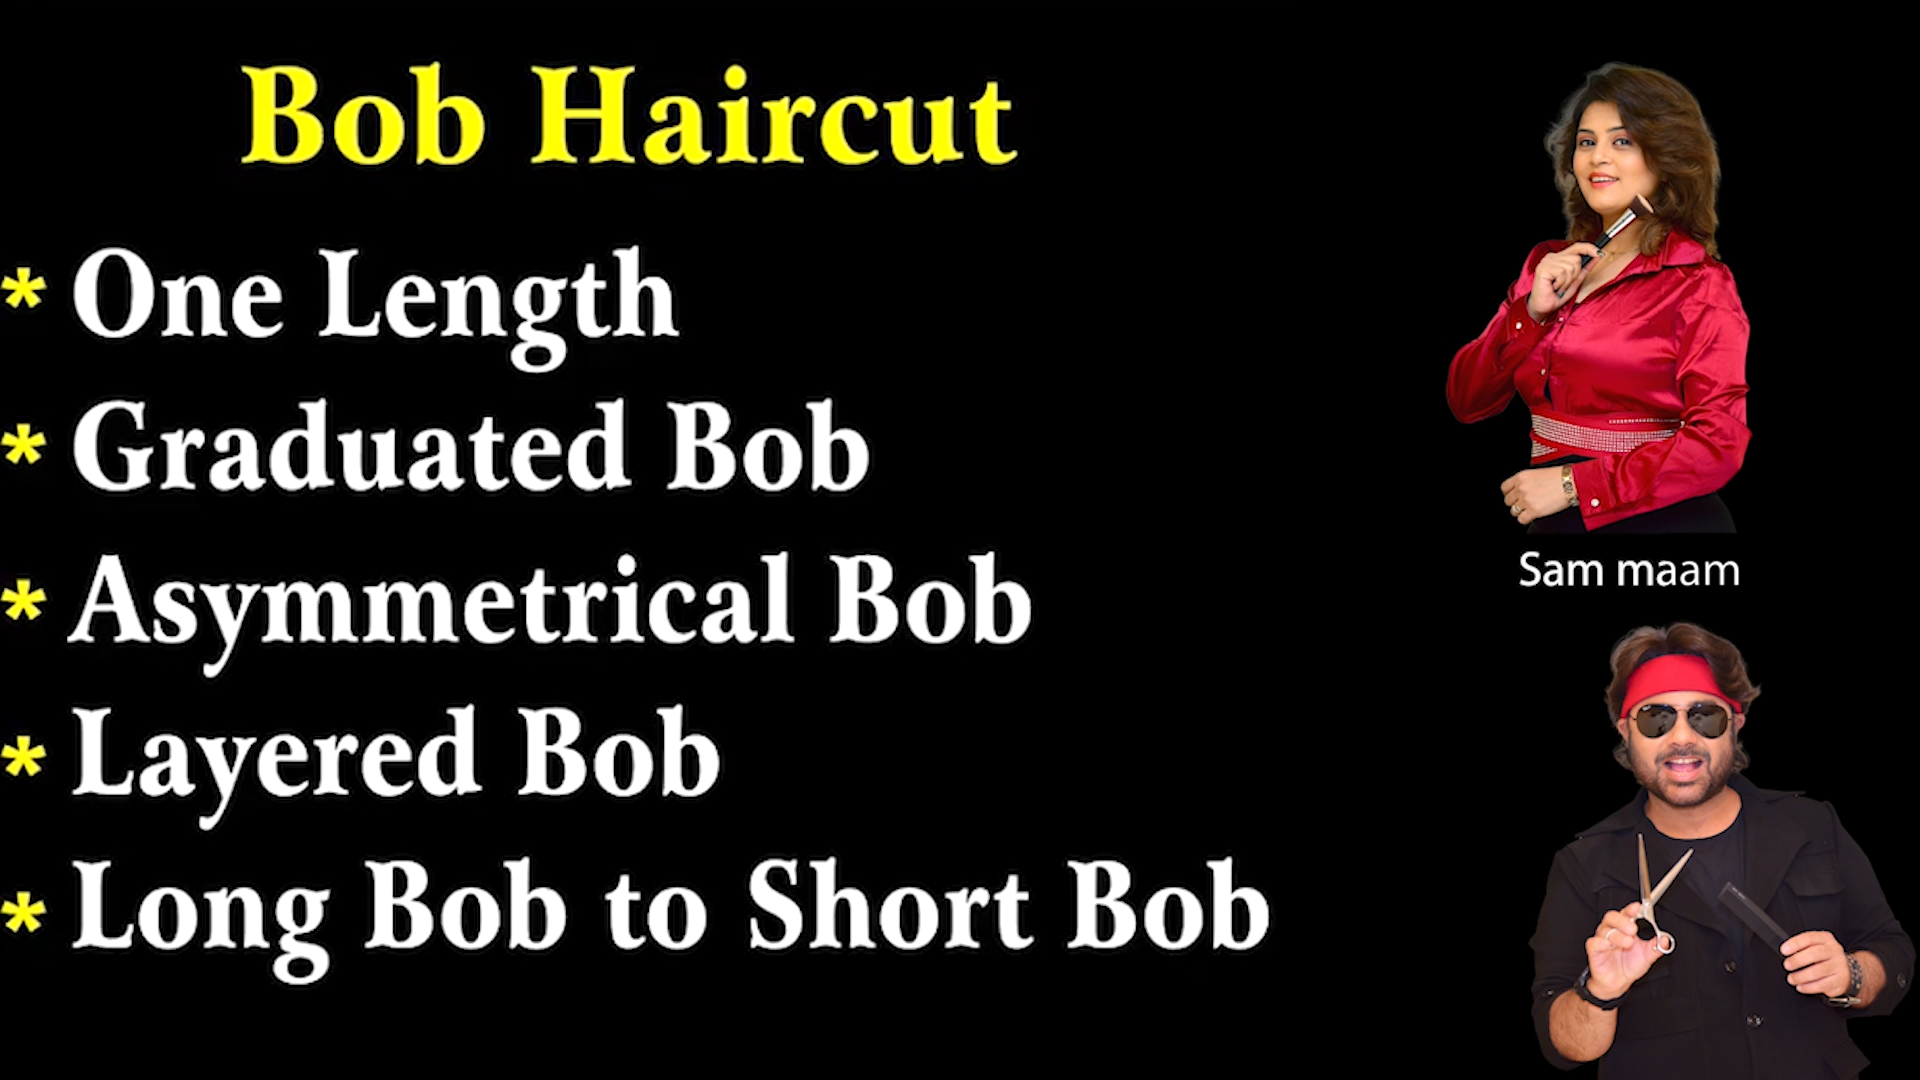 Bob Haircut
* One Length
* Graduated Bob
* Asymmetrical Bob
* Layered Bob
* Long Bob to Short Bob
Sam maam